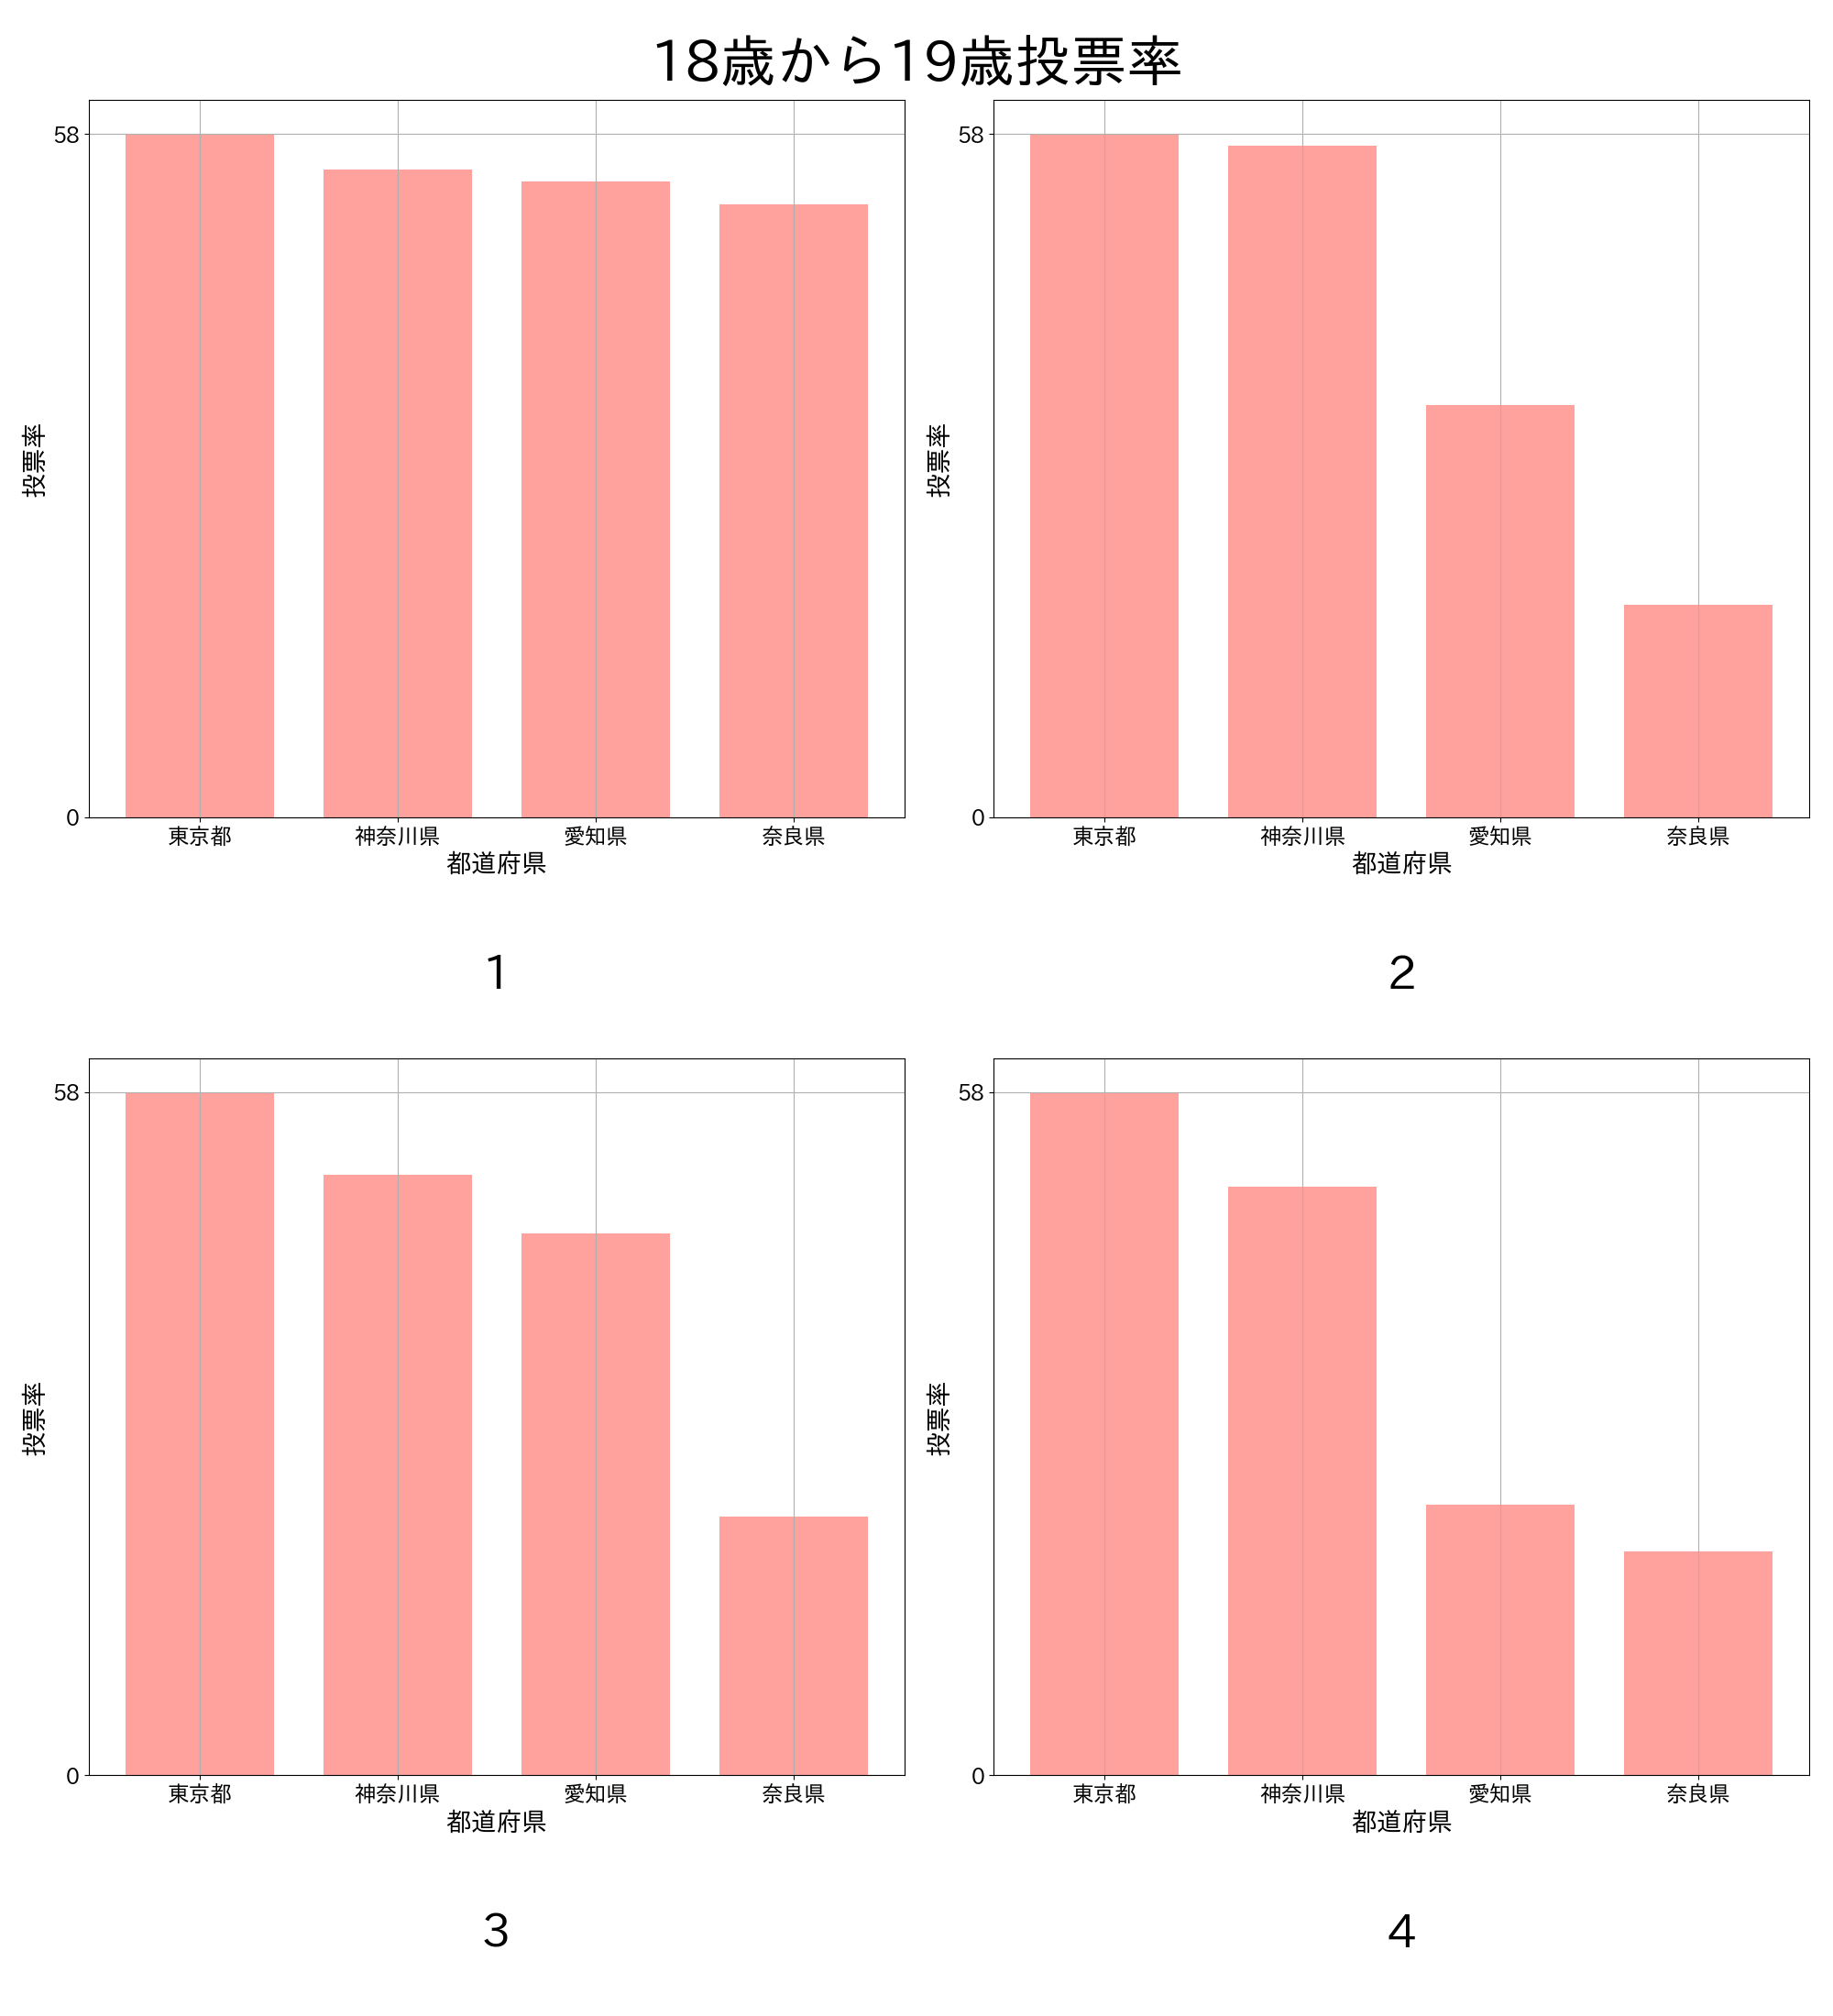 18歳から19歳投票率
58
0
投票率
東京都 神奈川県 愛知県 奈良県
都道府県
1
58
0
投票率
東京都 神奈川県 愛知県 奈良県
都道府県
2
58
0
投票率
東京都 神奈川県 愛知県 奈良県
都道府県
3
58
0
投票率
東京都 神奈川県 愛知県 奈良県
都道府県
4